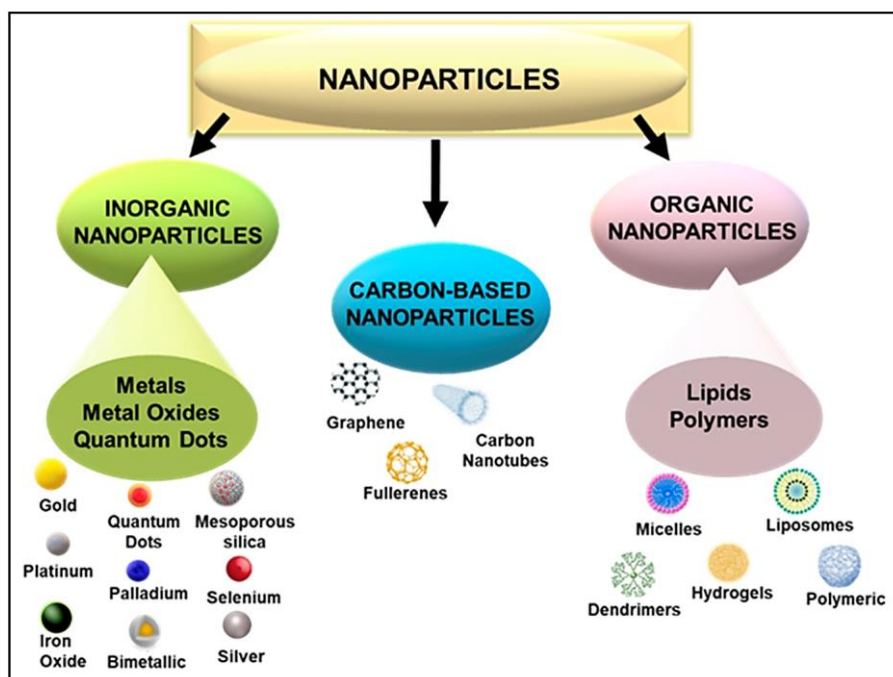 NANOPARTICLES
INORGANIC
NANOPARTICLES
CARBON-BASED
NANOPARTICLES
ORGANIC
NANOPARTICLES
Metals
Metal Oxides
Quantum Dots
Graphene
Carbon
Nanotubes
Fullerenes
Lipids
Polymers
Gold
Quantum
Dots
Mesoporous
silica
Platinum
Palladium
Selenium
Iron
Oxide
Bimetallic
Silver
Micelles
Liposomes
Dendrimers
Hydrogels
Polymeric